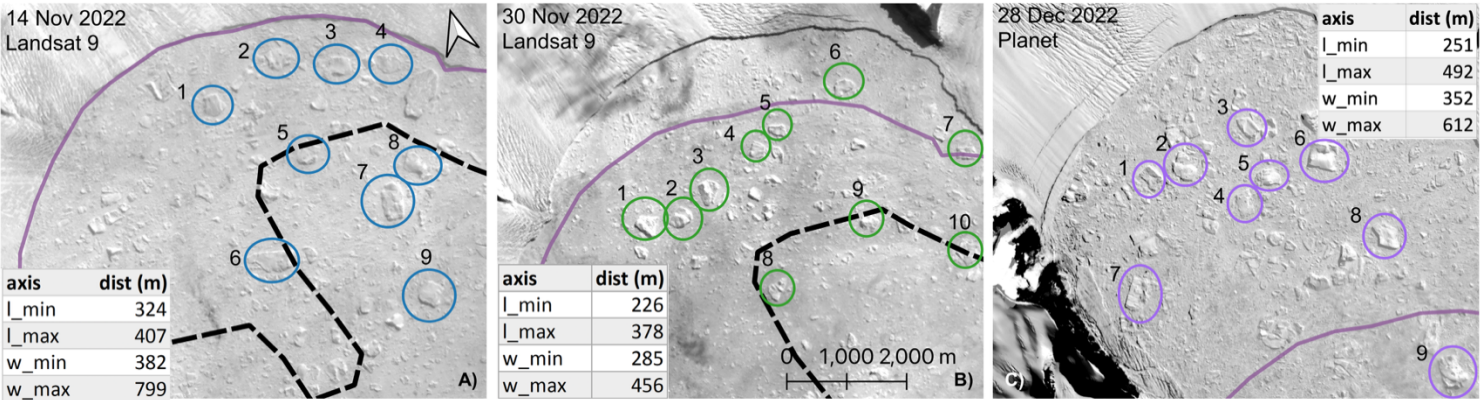 14 Nov 2022
Landsat 9
1
2
3
4
5
6
7
8
9
axis dist (m)
l_min 324
l_max 407
w_min 382
w_max 799
A)
30 Nov 2022
Landsat 9
1
2
3
4
5
6
7
8
9
10
axis dist (m)
l_min 226
l_max 378
w_min 285
w_max 456
0 1,000 2,000 m
B)
28 Dec 2022
Planet
1
2
3
4
5
6
7
8
9
axis dist (m)
l_min 251
l_max 492
w_min 352
w_max 612
C)